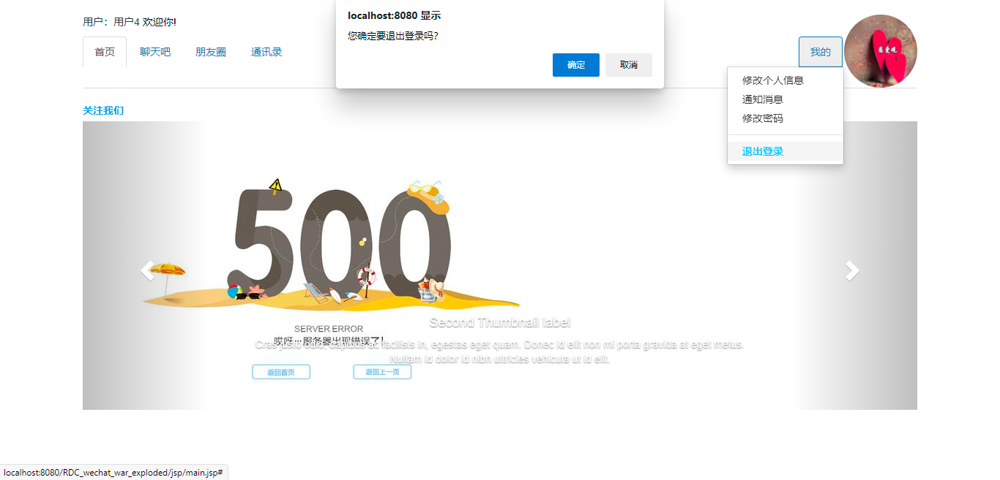 localhost:8080 显示
您确定要退出登录吗?
确定
取消
用户：用户4 欢迎你!
首页
聊天吧
朋友圈
通讯录
我的
恋爱吧
修改个人信息
通知消息
修改密码
退出登录
关注我们
500
SERVER ERROR
哎呀…服务器出现错误了!
Second Thumbnail label
Cras justo odio, dapibus ac facilisis in, egestas eget quam. Donec id elit non mi porta gravida at eget metus.
Nullam id dolor id nibh ultricies vehicula ut id elit.
返回首页
返回上一页
localhost:8080/RDC_wechat_war_exploded/jsp/main.jsp#